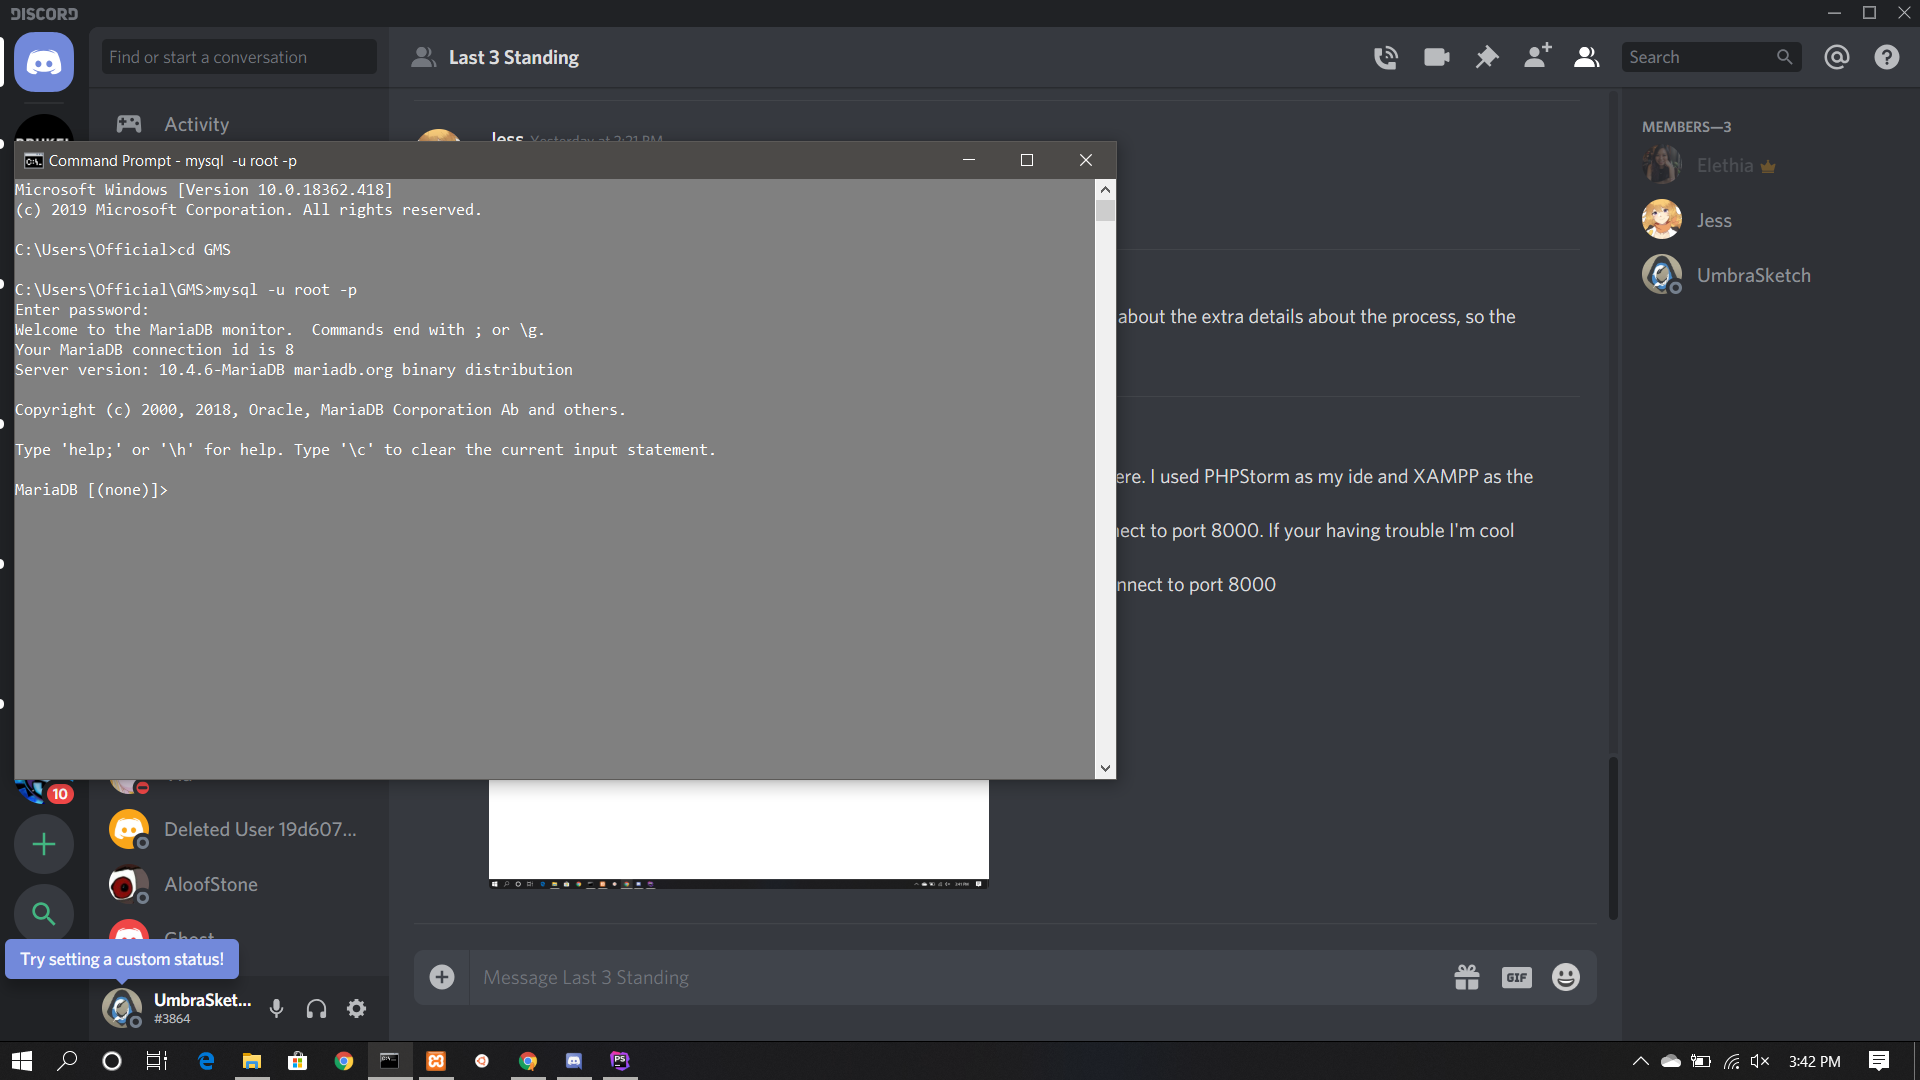 DISCORD
Find or start a conversation
Last 3 Standing
Search
Activity
Jess Yesterday at 2:21 PM
MEMBERS—3
Elethia
Jess
UmbraSketch
Command Prompt - mysql  -u root -p
Microsoft Windows [Version 10.0.18362.418]
(c) 2019 Microsoft Corporation. All rights reserved.
C:\Users\Official>cd GMS
C:\Users\Official\GMS>mysql -u root -p
Enter password:
Welcome to the MariaDB monitor.  Commands end with ; or \g.
Your MariaDB connection id is 8
Server version: 10.4.6-MariaDB mariadb.org binary distribution
Copyright (c) 2000, 2018, Oracle, MariaDB Corporation Ab and others.
Type 'help;' or '\h' for help. Type '\c' to clear the current input statement.
MariaDB [(none)]>
about the extra details about the process, so the
ere. I used PHPStorm as my ide and XAMPP as the
nect to port 8000. If your having trouble I'm cool
nnect to port 8000
10
Deleted User 19d607...
AloofStone
Ghost
Try setting a custom status!
UmbraSket...
#3864
Message Last 3 Standing
GIF
PS
3:42 PM